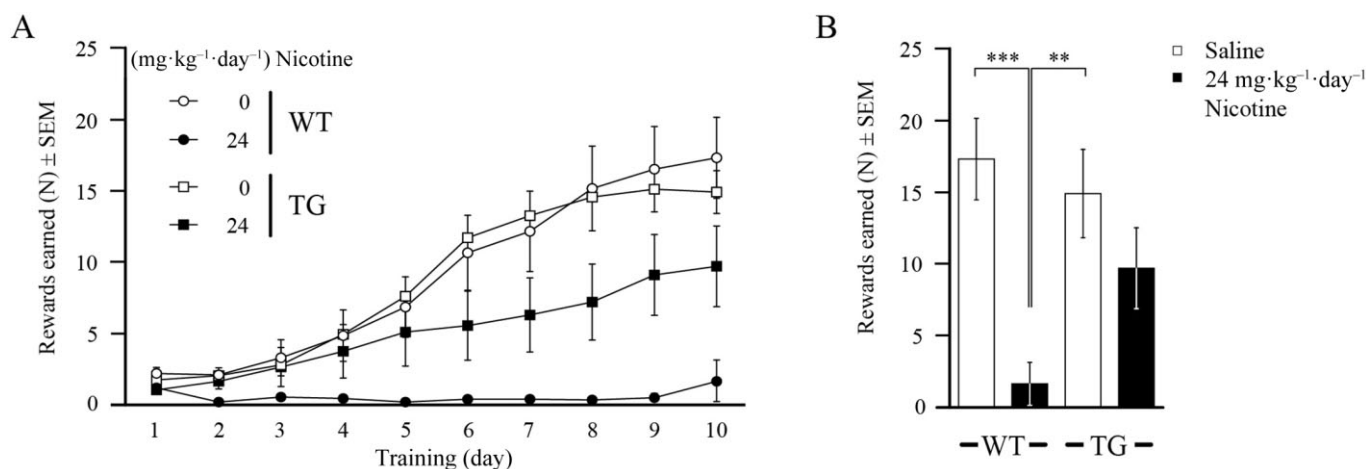 A
Rewards earned (N) ± SEM
25
20
15
10
5
0
(mg·kg⁻¹·day⁻¹) Nicotine
0
24
WT
0
24
TG
1 2 3 4 5 6 7 8 9 10
Training (day)
B
Rewards earned (N) ± SEM
25
20
15
10
5
0
*** **
WT TG
Saline
24 mg·kg⁻¹·day⁻¹
Nicotine